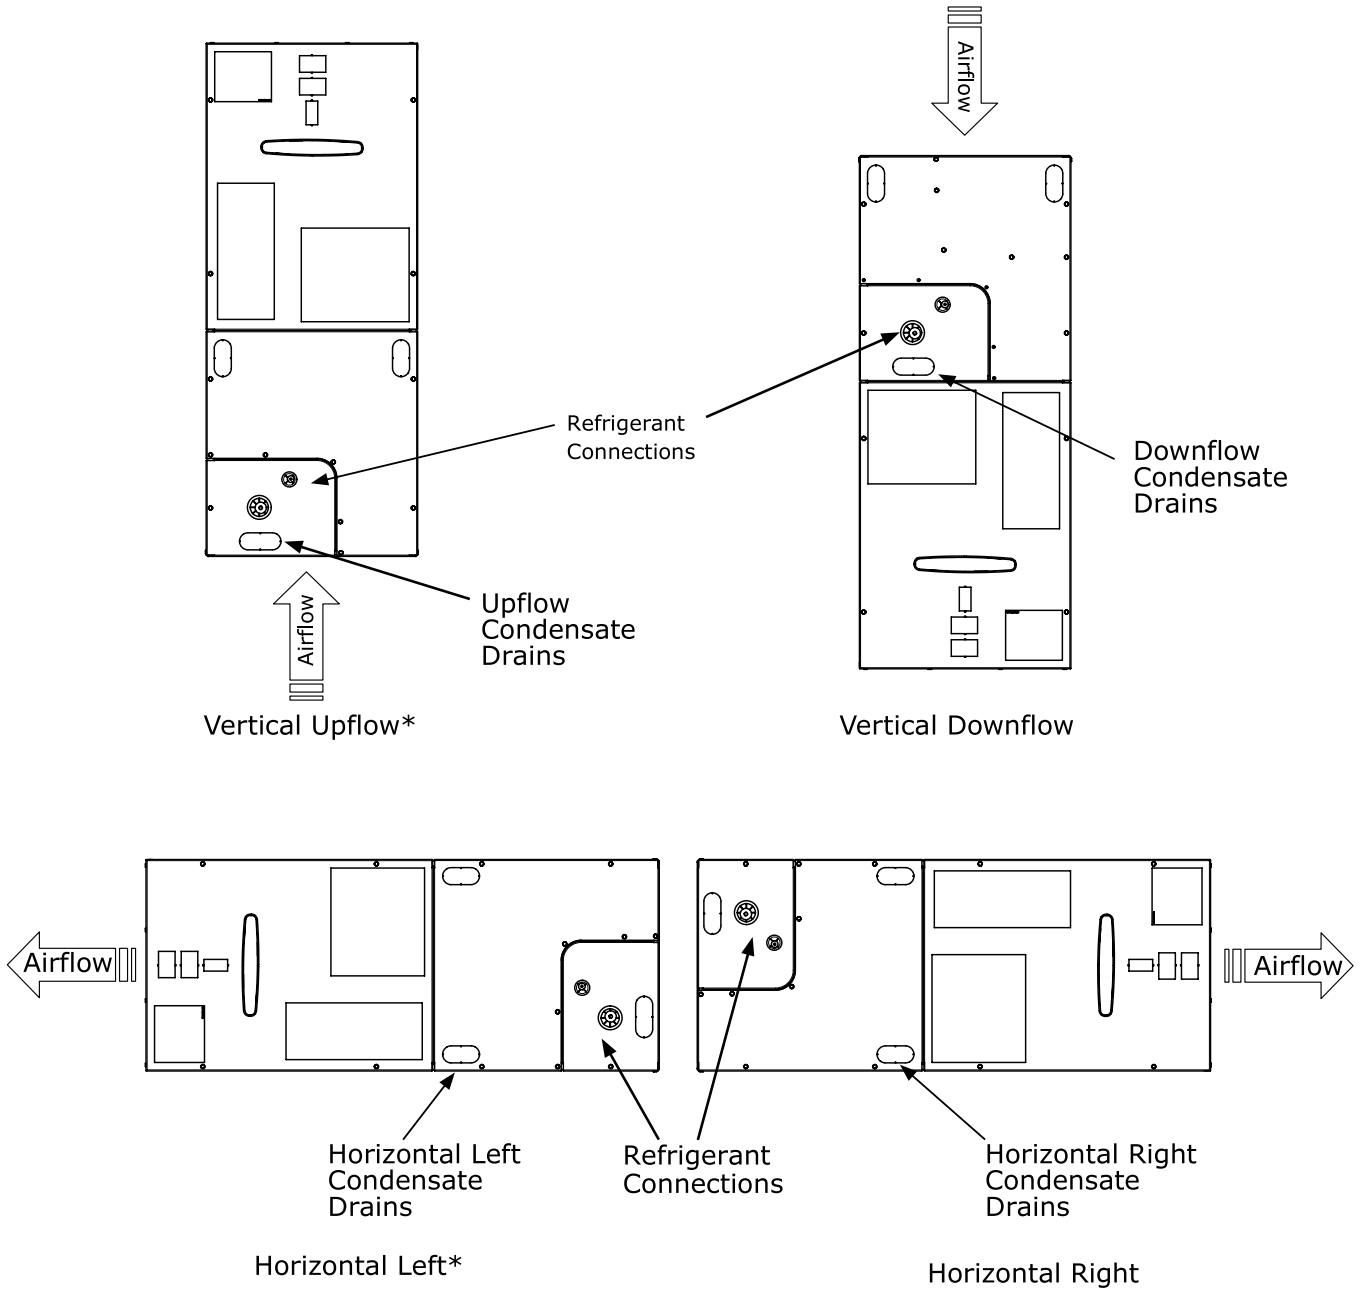 Airflow
Refrigerant
Connections
Downflow
Condensate
Drains
Airflow
Upflow
Condensate
Drains
Vertical Upflow*
Vertical Downflow
Airflow
Airflow
Horizontal Left
Condensate
Drains
Refrigerant
Connections
Horizontal Right
Condensate
Drains
Horizontal Left*
Horizontal Right